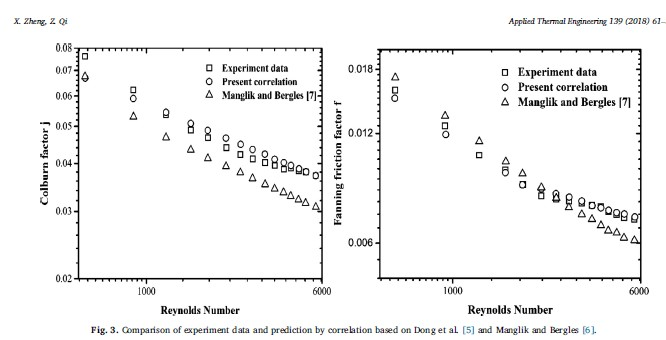 X. Zheng, Z. Qi
Applied Thermal Engineering 139 (2018) 61–
0.08
0.07
0.06
0.05
0.04
0.03
0.02
Colburn factor j
Experiment data
Present correlation
Manglik and Bergles [7]
1000
6000
Reynolds Number
0.018
0.012
0.006
Fanning friction factor f
Experiment data
Present correlation
Manglik and Bergles [7]
1000
6000
Reynolds Number
Fig. 3. Comparison of experiment data and prediction by correlation based on Dong et al. [5] and Manglik and Bergles [6].